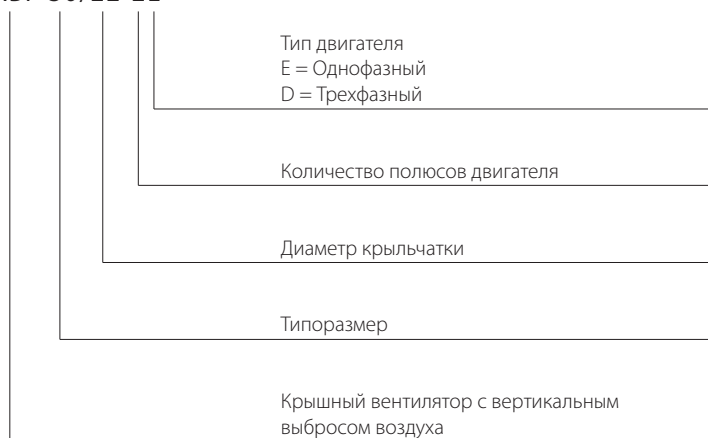 Тип двигателя
E = Однофазный
D = Трехфазный
Количество полюсов двигателя
Диаметр крыльчатки
Типоразмер
Крышный вентилятор с вертикальным
выбросом воздуха